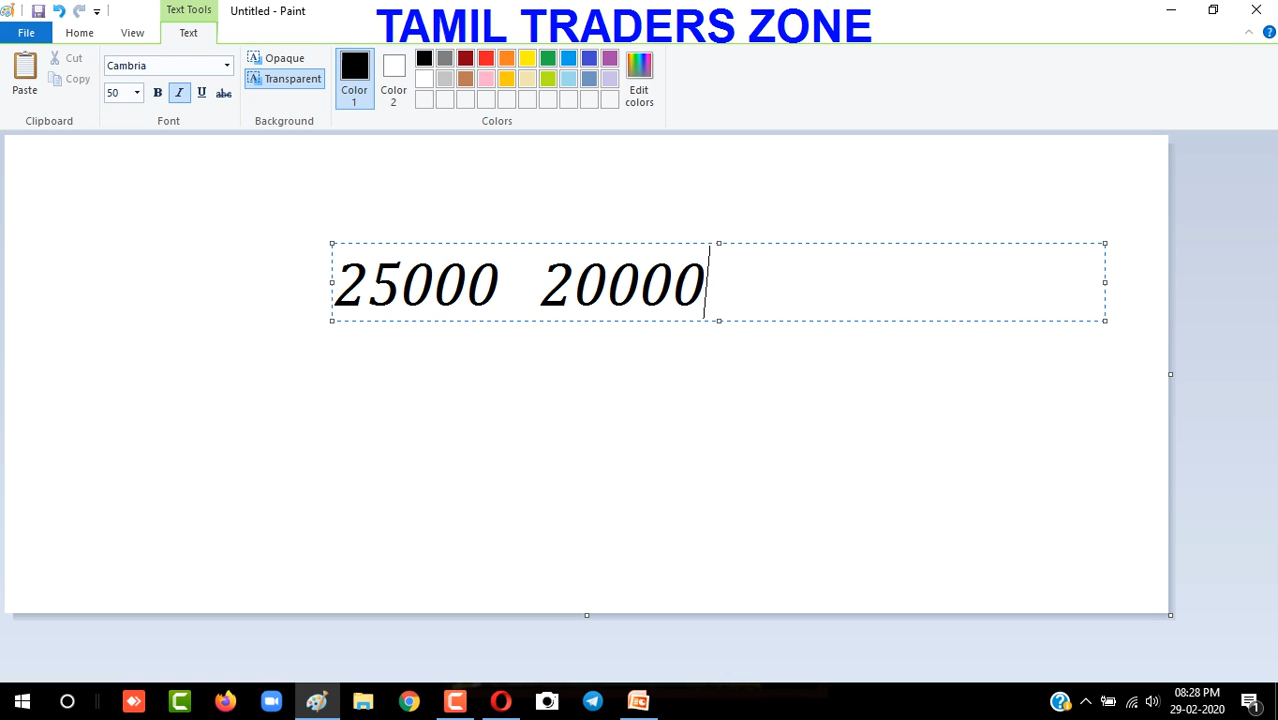 Text Tools
Untitled - Paint
TAMIL TRADERS ZONE
File
Home
View
Text
Paste
Cut
Copy
Clipboard
Cambria
50
B
I
U
abc
Font
A
Opaque
A
Transparent
Background
Color
1
Color
2
Edit
colors
Colors
25000 20000
08:28 PM
29-02-2020
1